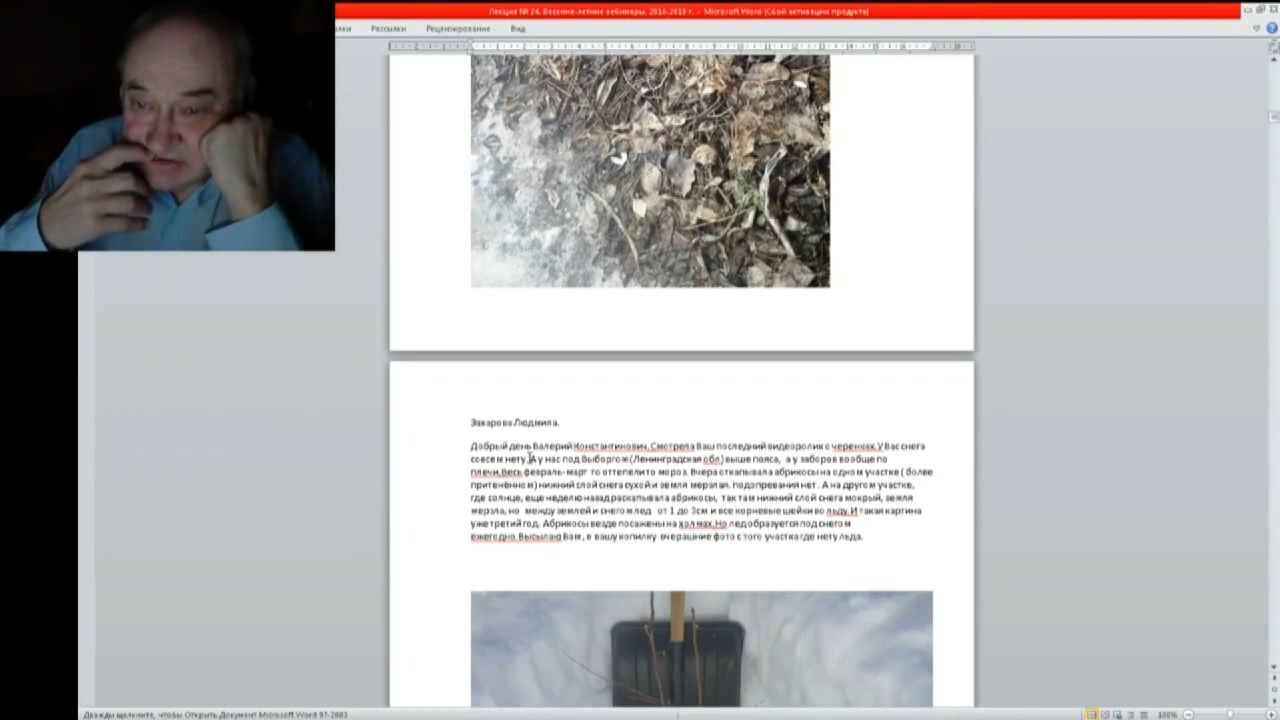 Лекция № 24. Весенне-летние вебинары. 2018-2019 г. - Microsoft Word (Сбой активации продукта)
Рассылки Рецензирование Вид
Захарова Людмила.
Добрый день Валерий Константинович.Смотрела Ваш последний видеоролик о черенках.У Вас снега
совсем нету.А у нас под Выборгом (Ленинградская обл) выше пояса, а у заборов вообще по
плечи.Весь февраль-март то оттепели то мороз. Вчера откапывала абрикосы на одном участке ( более
притенённом) нижний слой снега сухой и земля мерзлая. подопревания нет. А на другом участке,
где солнце, еще неделю назад раскапывала абрикосы, так там нижний слой снега мокрый, земля
мерзла, но между землей и снегом лед от 1 до 3см и все корневые шейки во льду.И такая картина
уже третий год. Абрикосы везде посажены на холмах.Но лед образуется под снегом
ежегодно.Высылаю Вам , в вашу копилку вчерашние фото с того участка где нету льда.
Дважды щелкните, чтобы Открыть Документ Microsoft Word 97-2003
100%